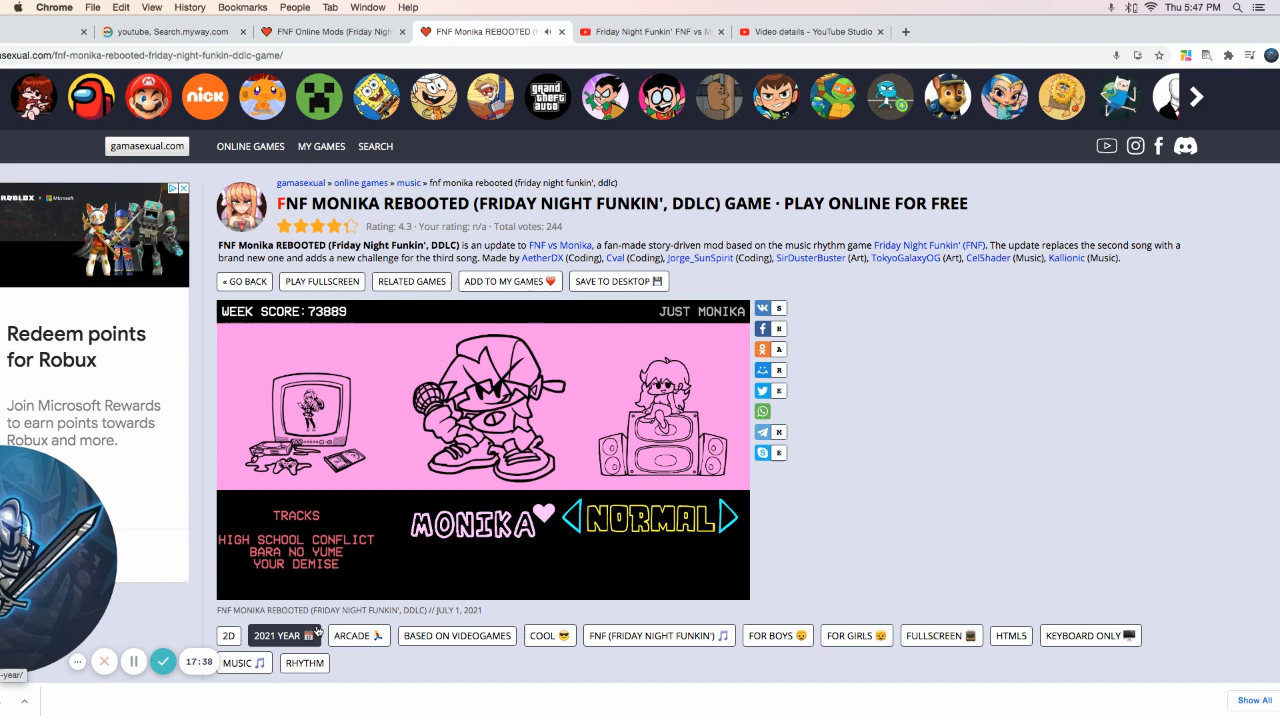 Chrome File Edit View History Bookmarks People Tab Window Help Thu 5:47 PM
youtube, Search.myway.com FNF Online Mods (Friday Nigh FNF Monika REBOOTED ( Friday Night Funkin' FNF vs M Video details - YouTube Studio
asexual.com/fnf-monika-rebooted-friday-night-funkin-ddlc-game/
nick grand theft auto
gamasexual.com ONLINE GAMES MY GAMES SEARCH
ROBLOX Microsoft
gamasexual » online games » music » fnf monika rebooted (friday night funkin', ddlc)
FNF MONIKA REBOOTED (FRIDAY NIGHT FUNKIN', DDLC) GAME · PLAY ONLINE FOR FREE
Rating: 4.3 · Your rating: n/a · Total votes: 244
FNF Monika REBOOTED (Friday Night Funkin', DDLC) is an update to FNF vs Monika, a fan-made story-driven mod based on the music rhythm game Friday Night Funkin' (FNF). The update replaces the second song with a
brand new one and adds a new challenge for the third song. Made by AetherDX (Coding), Cval (Coding), Jorge_SunSpirit (Coding), SirDusterBuster (Art), TokyoGalaxyOG (Art), CelShader (Music), Kallionic (Music).
« GO BACK PLAY FULLSCREEN RELATED GAMES ADD TO MY GAMES SAVE TO DESKTOP
Redeem points
for Robux
Join Microsoft Rewards
to earn points towards
Robux and more.
WEEK SCORE:73889 JUST MONIKA
S
H
A
R
E
M
E
TRACKS
HIGH SCHOOL CONFLICT
BARA NO YUME
YOUR DEMISE
MONIKA
NORMAL
FNF MONIKA REBOOTED (FRIDAY NIGHT FUNKIN', DDLC) // JULY 1, 2021
2D 2021 YEAR ARCADE BASED ON VIDEOGAMES COOL FNF (FRIDAY NIGHT FUNKIN') FOR BOYS FOR GIRLS FULLSCREEN HTML5 KEYBOARD ONLY
MUSIC RHYTHM
17:38
-year/
Show All